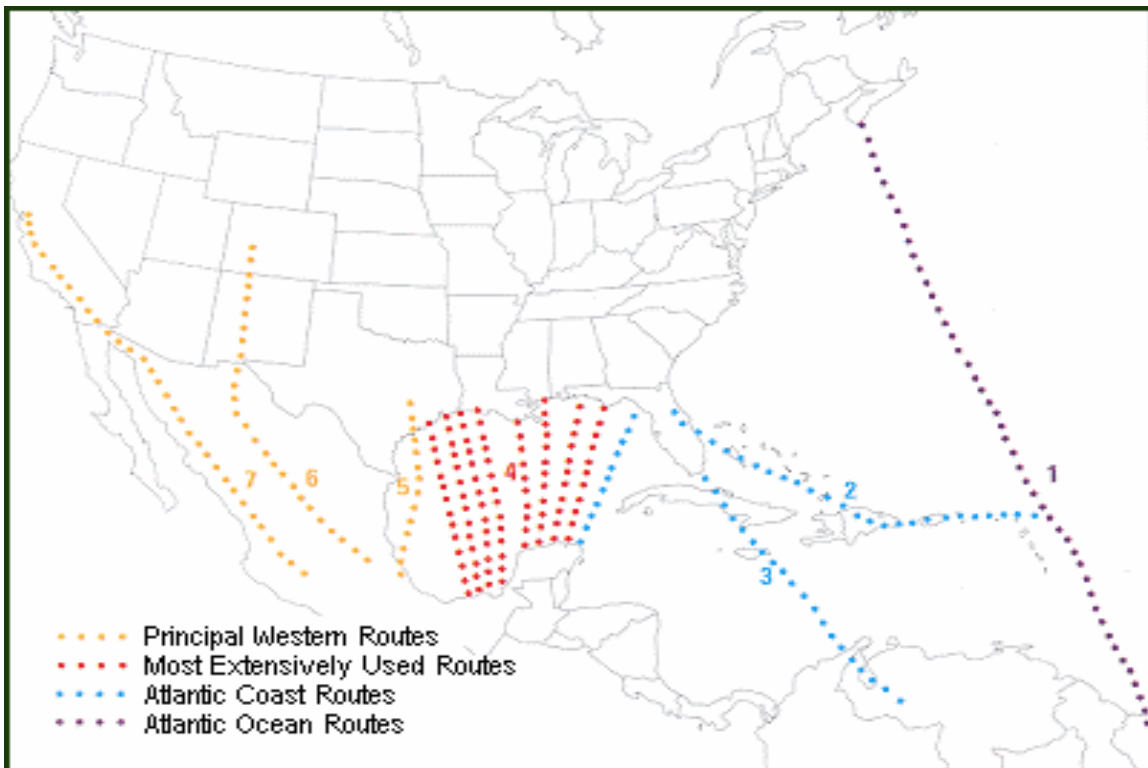 1
2
3
4
5
6
7
Principal Western Routes
Most Extensively Used Routes
Atlantic Coast Routes
Atlantic Ocean Routes